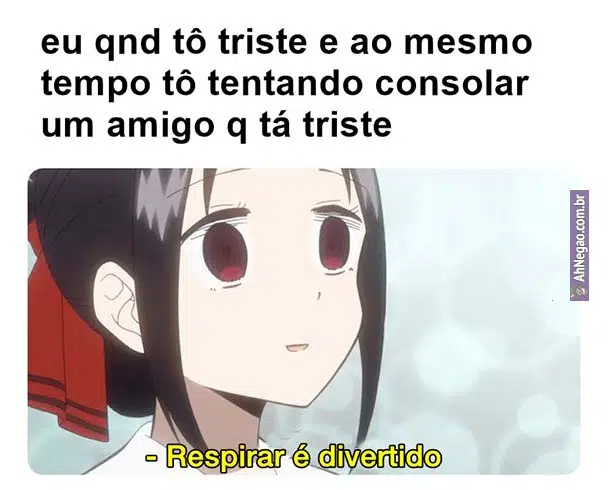 eu qnd tô triste e ao mesmo
tempo tô tentando consolar
um amigo q tá triste
AhNegao.com.br
- Respirar é divertido